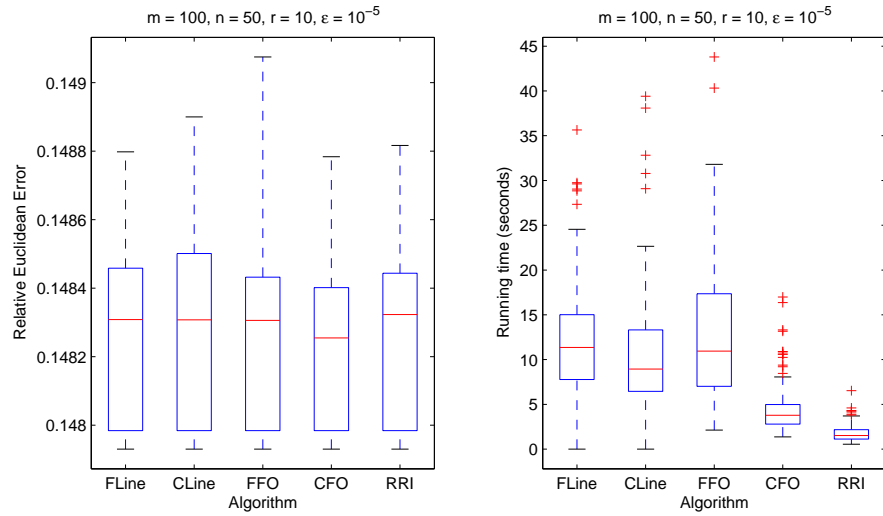 m = 100, n = 50, r = 10, ε = 10⁻⁵
0.149
0.1488
0.1486
0.1484
0.1482
0.148
Relative Euclidean Error
FLine CLine FFO CFO RRI
Algorithm
m = 100, n = 50, r = 10, ε = 10⁻⁵
45
40
35
30
25
20
15
10
5
0
Running time (seconds)
FLine CLine FFO CFO RRI
Algorithm